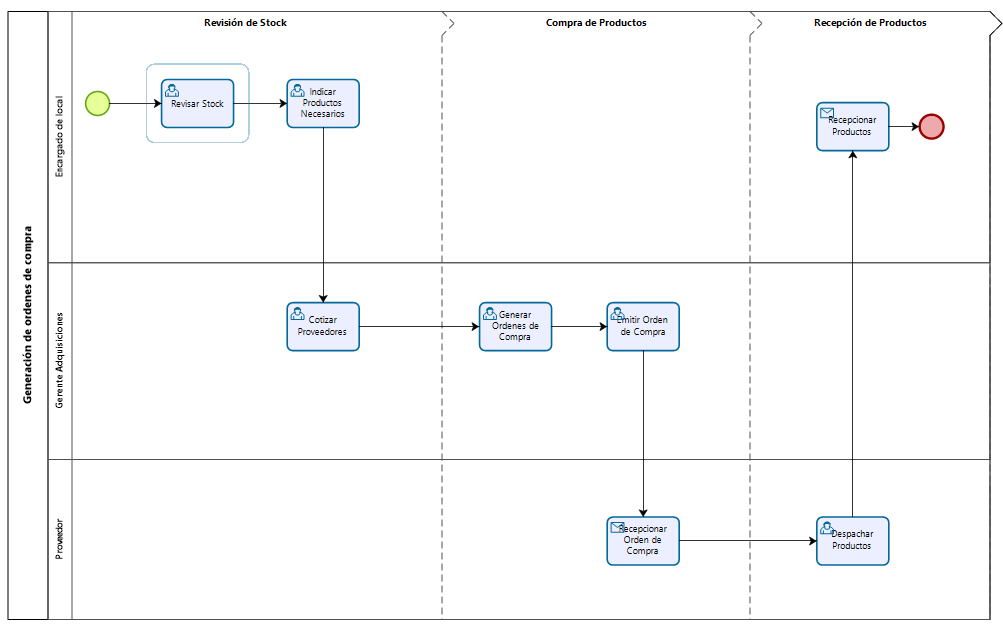 Revisión de Stock
Compra de Productos
Recepción de Productos
Generación de ordenes de compra
Encargado de local
Revisar Stock
Indicar
Productos
Necesarios
Recepcionar
Productos
Gerente Adquisiciones
Cotizar
Proveedores
Generar
Ordenes de
Compra
Emitir Orden
de Compra
Proveedor
Recepcionar
Orden de
Compra
Despachar
Productos